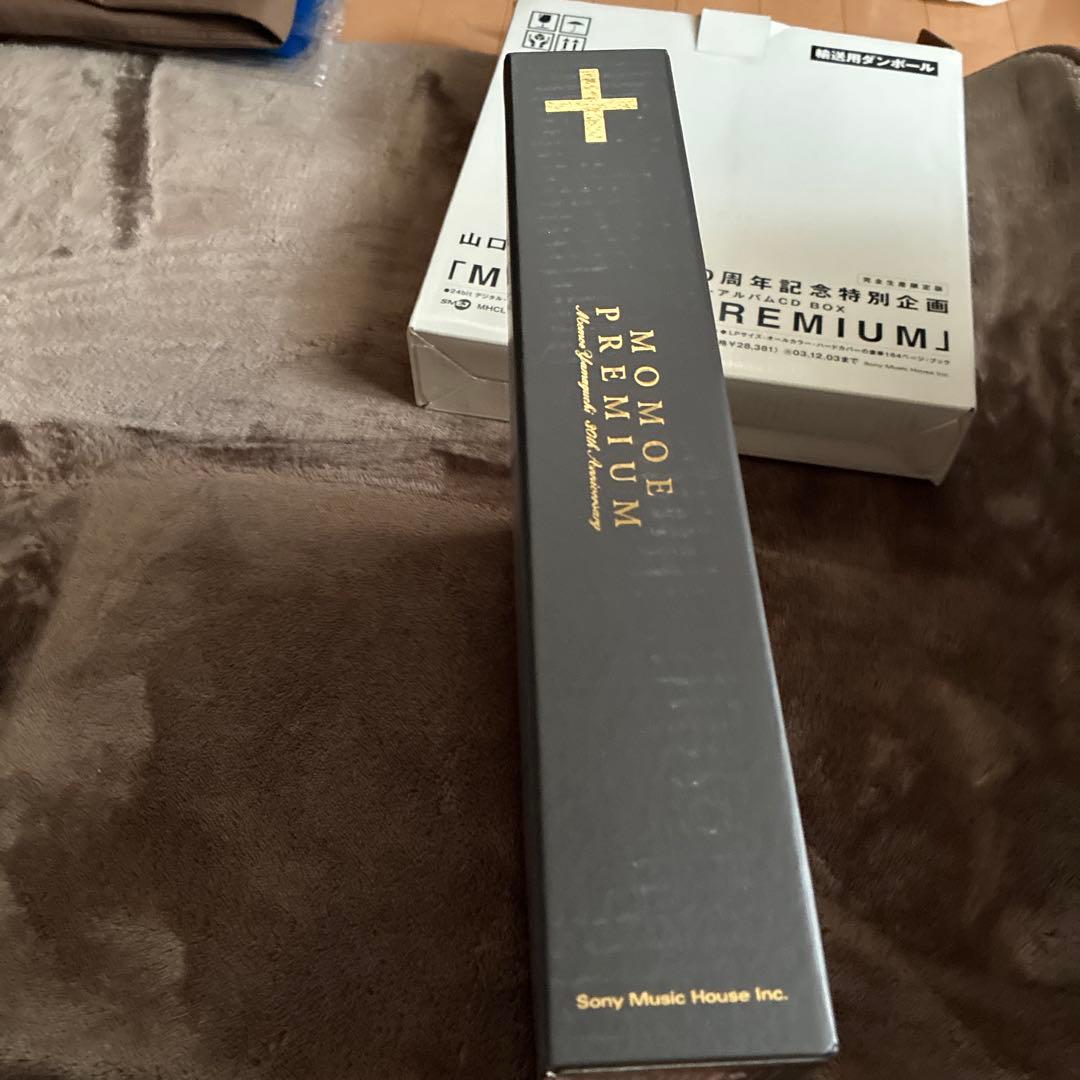 輸送用ダンボール
山口
周年記念特別企画
完全生産限定版
アルバムCD BOX
「M
REMIUM」
●24bit デジタル・
●LPサイズ・オールカラー・ハードカバーの豪華164ページ・ブック
MHCL
¥28,381) 03.12.03まで
Sony Music House Inc.
MOMOE
PREMIUM
Momoe Yamaguchi 30th Anniversary
Sony Music House Inc.